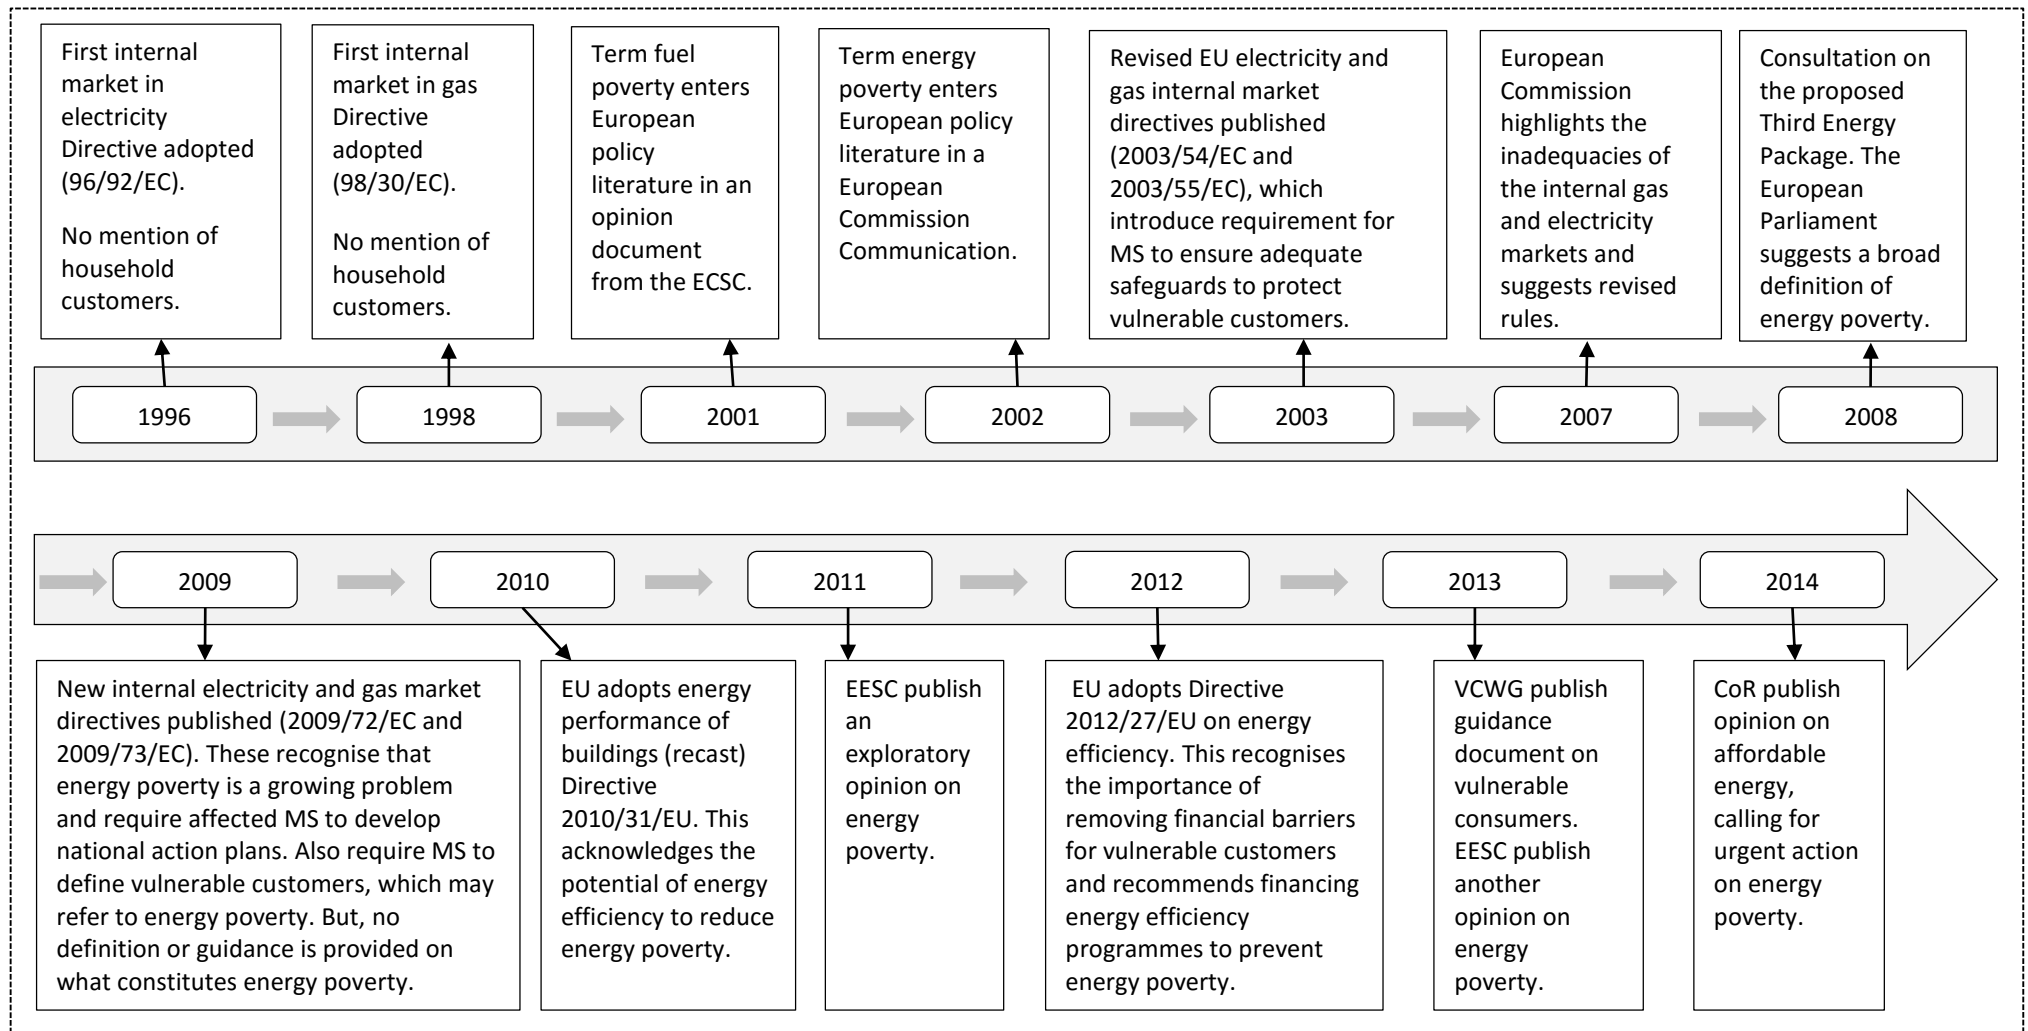 First internal
market in
electricity
Directive adopted
(96/92/EC).
No mention of
household
customers.
First internal
market in gas
Directive
adopted
(98/30/EC).
No mention of
household
customers.
Term fuel
poverty enters
European
policy
literature in an
opinion
document
from the ECSC.
Term energy
poverty enters
European policy
literature in a
European
Commission
Communication.
Revised EU electricity and
gas internal market
directives published
(2003/54/EC and
2003/55/EC), which
introduce requirement for
MS to ensure adequate
safeguards to protect
vulnerable customers.
European
Commission
highlights the
inadequacies of
the internal gas
and electricity
markets and
suggests revised
rules.
Consultation on
the proposed
Third Energy
Package. The
European
Parliament
suggests a broad
definition of
energy poverty.
1996
1998
2001
2002
2003
2007
2008
2009
2010
2011
2012
2013
2014
New internal electricity and gas market
directives published (2009/72/EC and
2009/73/EC). These recognise that
energy poverty is a growing problem
and require affected MS to develop
national action plans. Also require MS to
define vulnerable customers, which may
refer to energy poverty. But, no
definition or guidance is provided on
what constitutes energy poverty.
EU adopts energy
performance of
buildings (recast)
Directive
2010/31/EU. This
acknowledges the
potential of energy
efficiency to reduce
energy poverty.
EESC publish
an
exploratory
opinion on
energy
poverty.
EU adopts Directive
2012/27/EU on energy
efficiency. This recognises
the importance of
removing financial barriers
for vulnerable customers
and recommends financing
energy efficiency
programmes to prevent
energy poverty.
VCWG publish
guidance
document on
vulnerable
consumers.
EESC publish
another
opinion on
energy
poverty.
CoR publish
opinion on
affordable
energy,
calling for
urgent action
on energy
poverty.